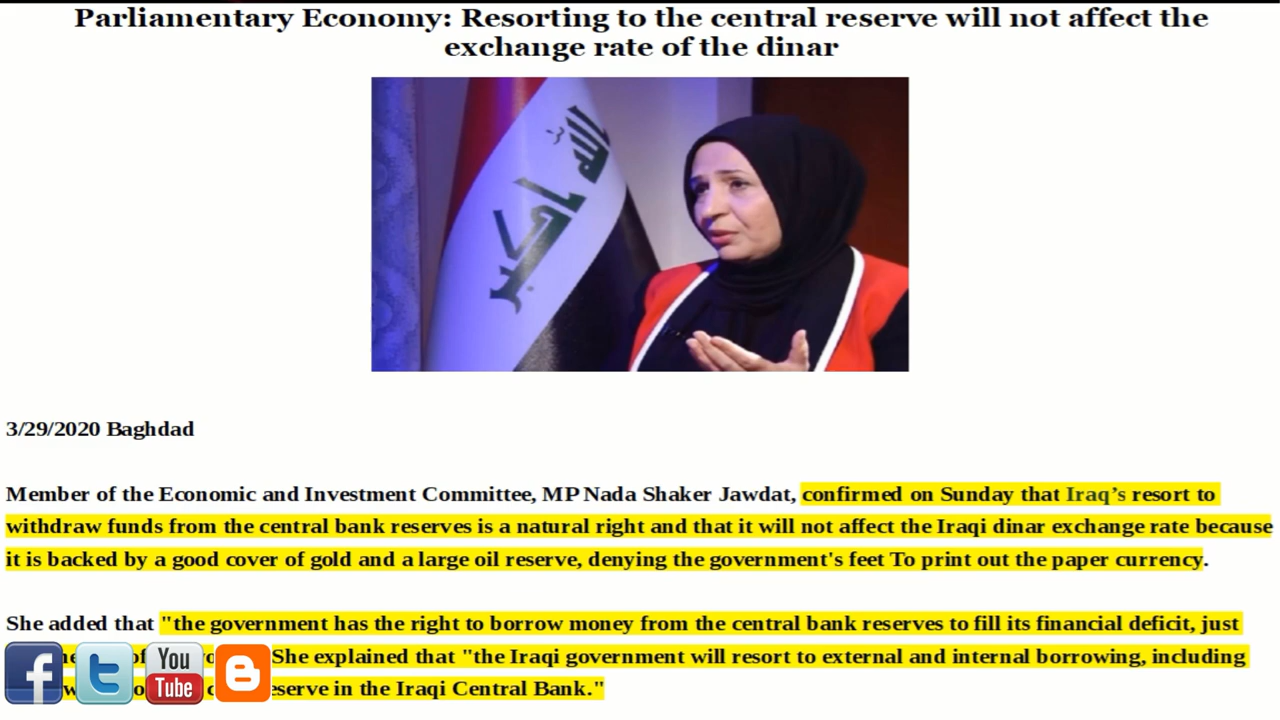 Parliamentary Economy: Resorting to the central reserve will not affect the
exchange rate of the dinar
الله
اكبر
3/29/2020 Baghdad
Member of the Economic and Investment Committee, MP Nada Shaker Jawdat, confirmed on Sunday that Iraq’s resort to
withdraw funds from the central bank reserves is a natural right and that it will not affect the Iraqi dinar exchange rate because
it is backed by a good cover of gold and a large oil reserve, denying the government's feet To print out the paper currency.
She added that "the government has the right to borrow money from the central bank reserves to fill its financial deficit, just
She explained that "the Iraqi government will resort to external and internal borrowing, including
eserve in the Iraqi Central Bank."
f t You Tube B